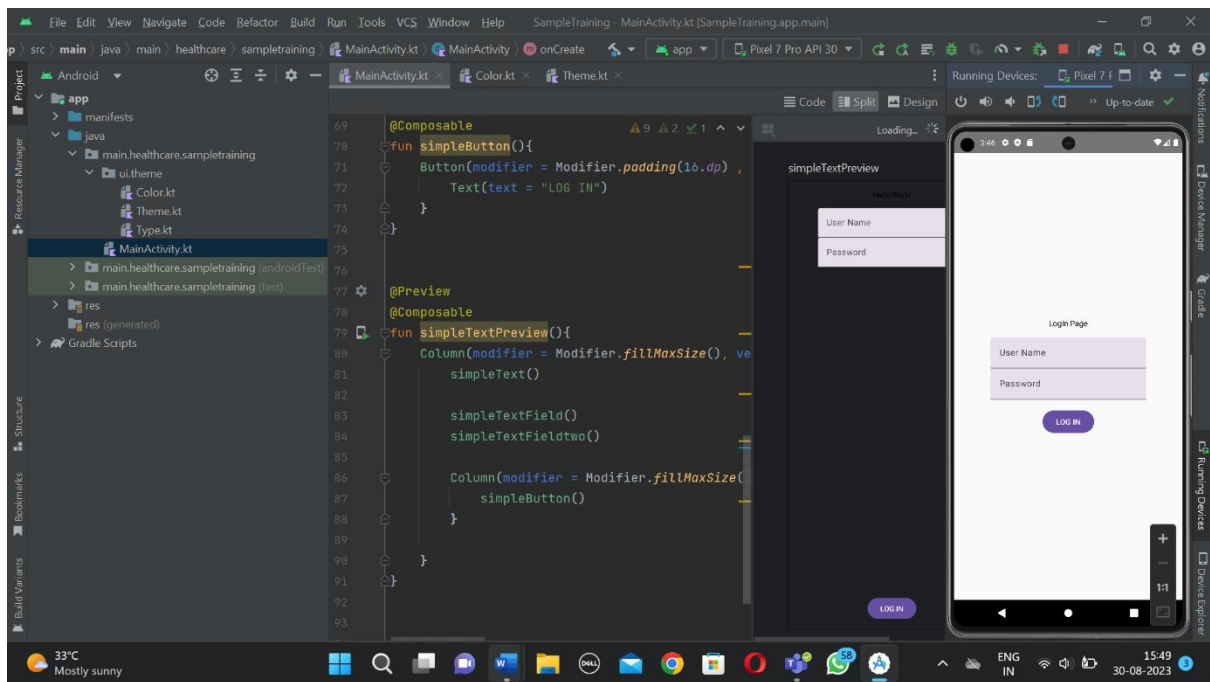 File Edit View Navigate Code Refactor Build Run Tools VCS Window Help SampleTraining - MainActivity.kt [SampleTraining.app.main]
src main java main healthcare sampletraining MainActivity.kt MainActivity onCreate app Pixel 7 Pro API 30
Android
MainActivity.kt Color.kt Theme.kt
Running Devices: Pixel 7
Code Split Design
Up-to-date
Project
Resource Manager
Structure
Bookmarks
Build Variants
app
manifests
java
main.healthcare.sampletraining
ui.theme
Color.kt
Theme.kt
Type.kt
MainActivity.kt
main.healthcare.sampletraining (androidTest)
main.healthcare.sampletraining (test)
res
res (generated)
Gradle Scripts
9 2 1
69 @Composable
70 fun simpleButton(){
71 Button(modifier = Modifier.padding(16.dp) ,
72 Text(text = "LOG IN")
73 }
74 }
75
76
77 @Preview
78 @Composable
79 fun simpleTextPreview(){
80 Column(modifier = Modifier.fillMaxSize(), ve
81 simpleText()
82
83 simpleTextField()
84 simpleTextFieldtwo()
85
86 Column(modifier = Modifier.fillMaxSize(
87 simpleButton()
88 }
89
90 }
91 }
92
93
Loading...
simpleTextPreview
Hello World
User Name
Password
LOG IN
3:46
LogIn Page
User Name
Password
LOG IN
1:1
Notifications
Device Manager
Gradle
Running Devices
Device Explorer
33°C
Mostly sunny
DELL
58
ENG
IN
15:49
30-08-2023
3